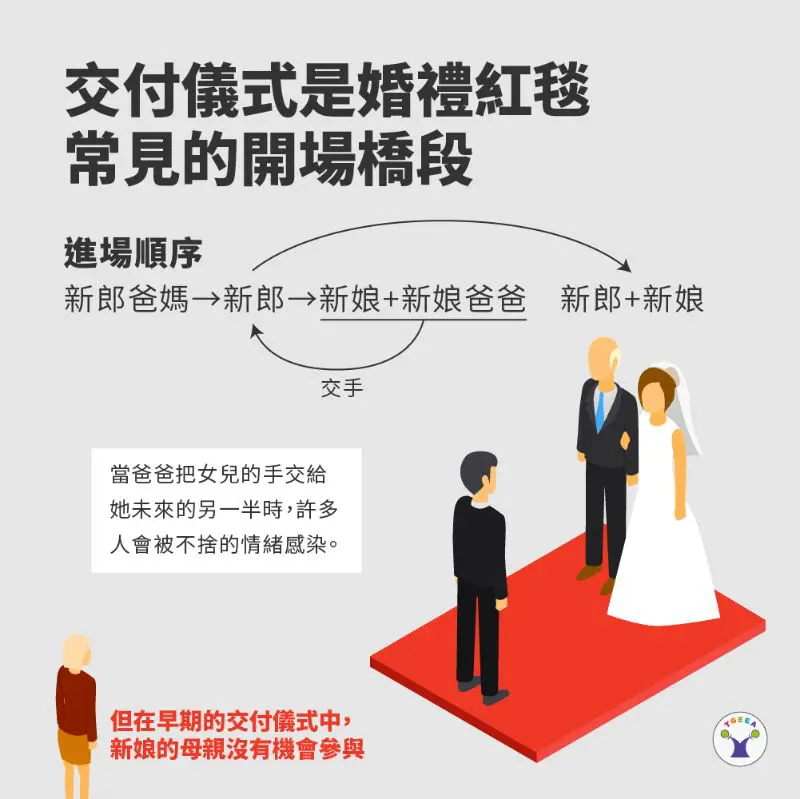 交付儀式是婚禮紅毯
常見的開場橋段
進場順序
新郎爸媽→新郎→新娘+新娘爸爸 新郎+新娘
交手
當爸爸把女兒的手交給
她未來的另一半時,許多
人會被不捨的情緒感染。
但在早期的交付儀式中,
新娘的母親沒有機會參與
TGEEA